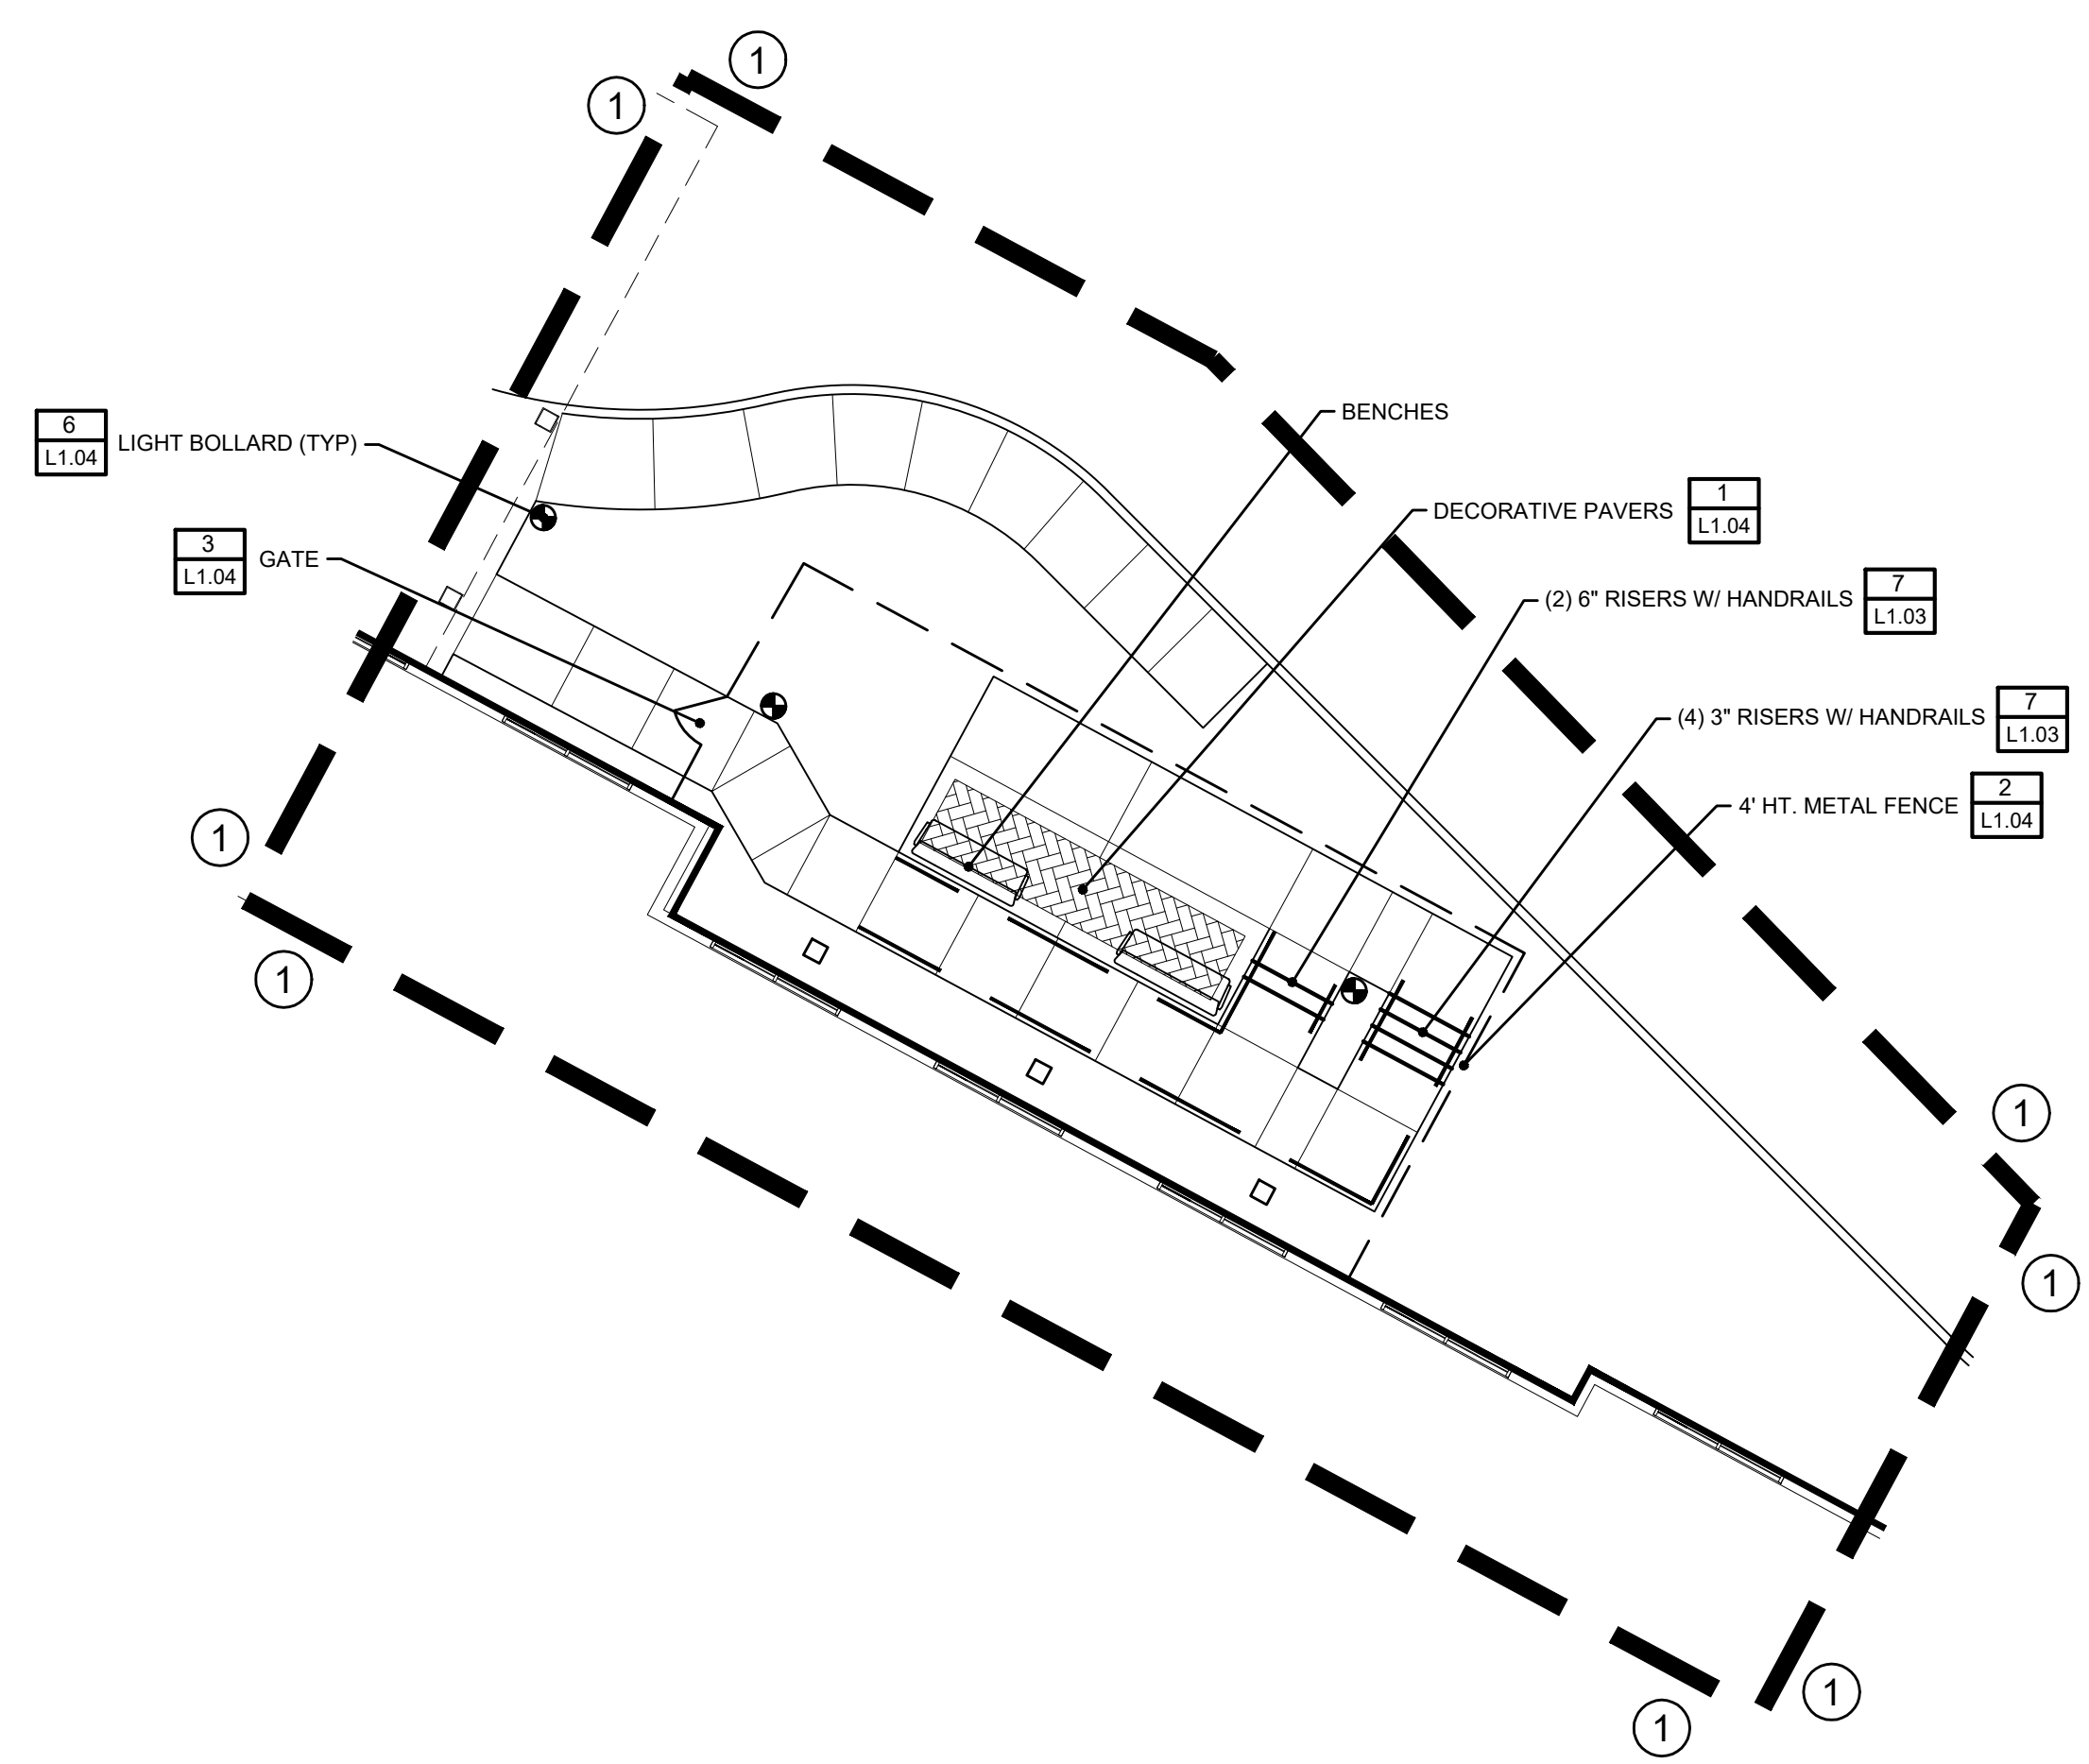 1
1
BENCHES
6
L1.04
LIGHT BOLLARD (TYP)
1
L1.04
DECORATIVE PAVERS
3
L1.04
GATE
(2) 6" RISERS W/ HANDRAILS
7
L1.03
(4) 3" RISERS W/ HANDRAILS
7
L1.03
4' HT. METAL FENCE
2
L1.04
1
1
1
1
1
1